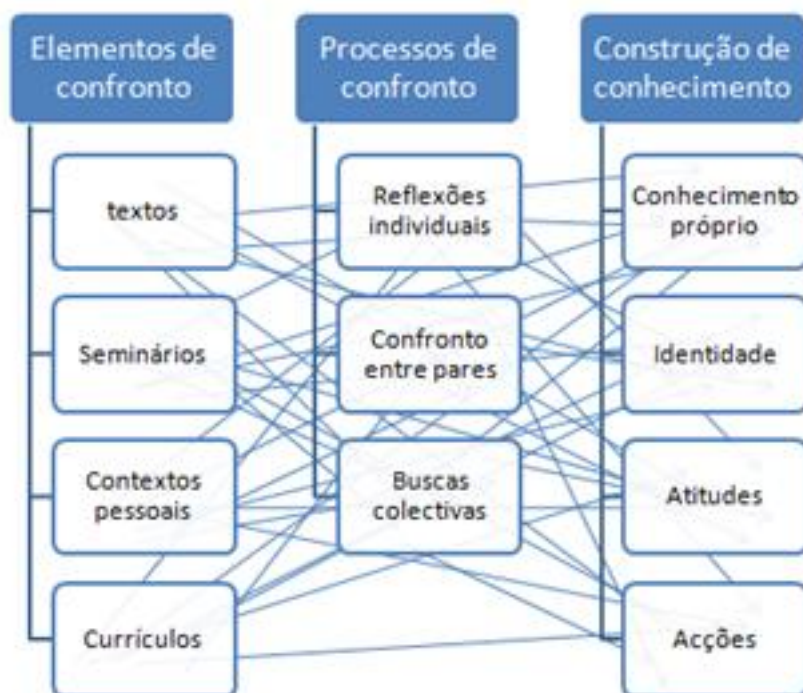 Elementos de
confronto
Processos de
confronto
Construção de
conhecimento
textos
Reflexões
individuais
Conhecimento
próprio
Seminários
Confronto
entre pares
Identidade
Contextos
pessoais
Buscas
colectivas
Atitudes
Currículos
Acções